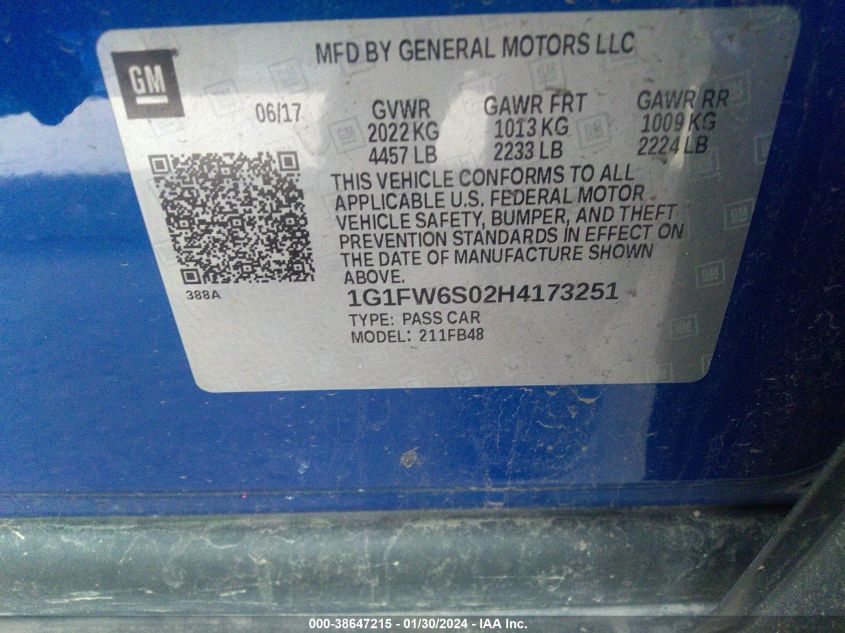 MFD BY GENERAL MOTORS LLC
GM
06/17
GVWR GAWR FRT GAWR RR
2022 KG 1013 KG 1009 KG
4457 LB 2233 LB 2224 LB
THIS VEHICLE CONFORMS TO ALL
APPLICABLE U.S. FEDERAL MOTOR
VEHICLE SAFETY, BUMPER, AND THEFT
PREVENTION STANDARDS IN EFFECT ON
THE DATE OF MANUFACTURE SHOWN
ABOVE.
388A
1G1FW6S02H4173251
TYPE: PASS CAR
MODEL: 211FB48
000-38647215 - 01/30/2024 - IAA Inc.